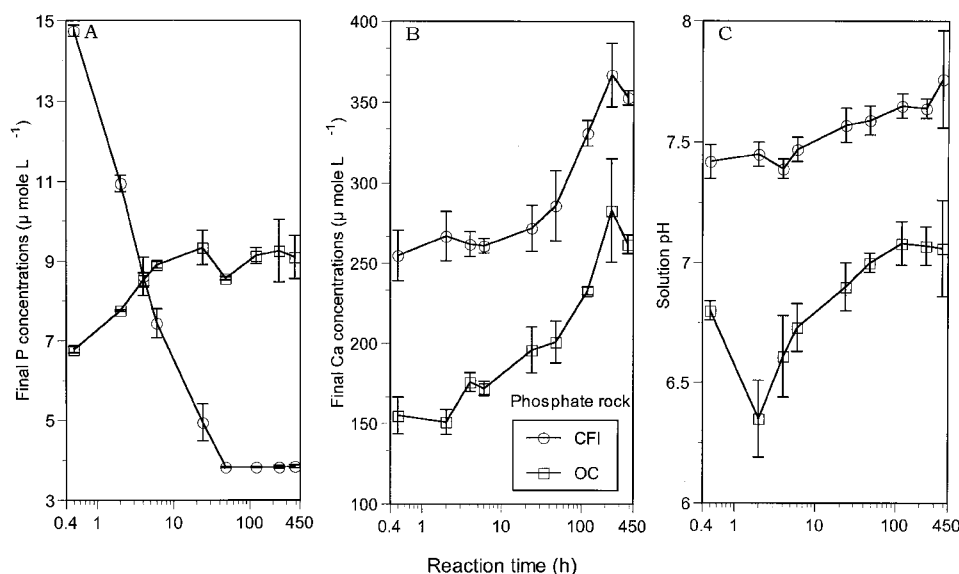 A
B
C
Final P concentrations (μ mole L⁻¹)
15
13
11
9
7
5
3
0.4 1 10 100 450
Final Ca concentrations (μ mole L⁻¹)
400
350
300
250
200
150
100
0.4 1 10 100 450
Phosphate rock
CFI
OC
Solution pH
8
7.5
7
6.5
6
0.4 1 10 100 450
Reaction time (h)